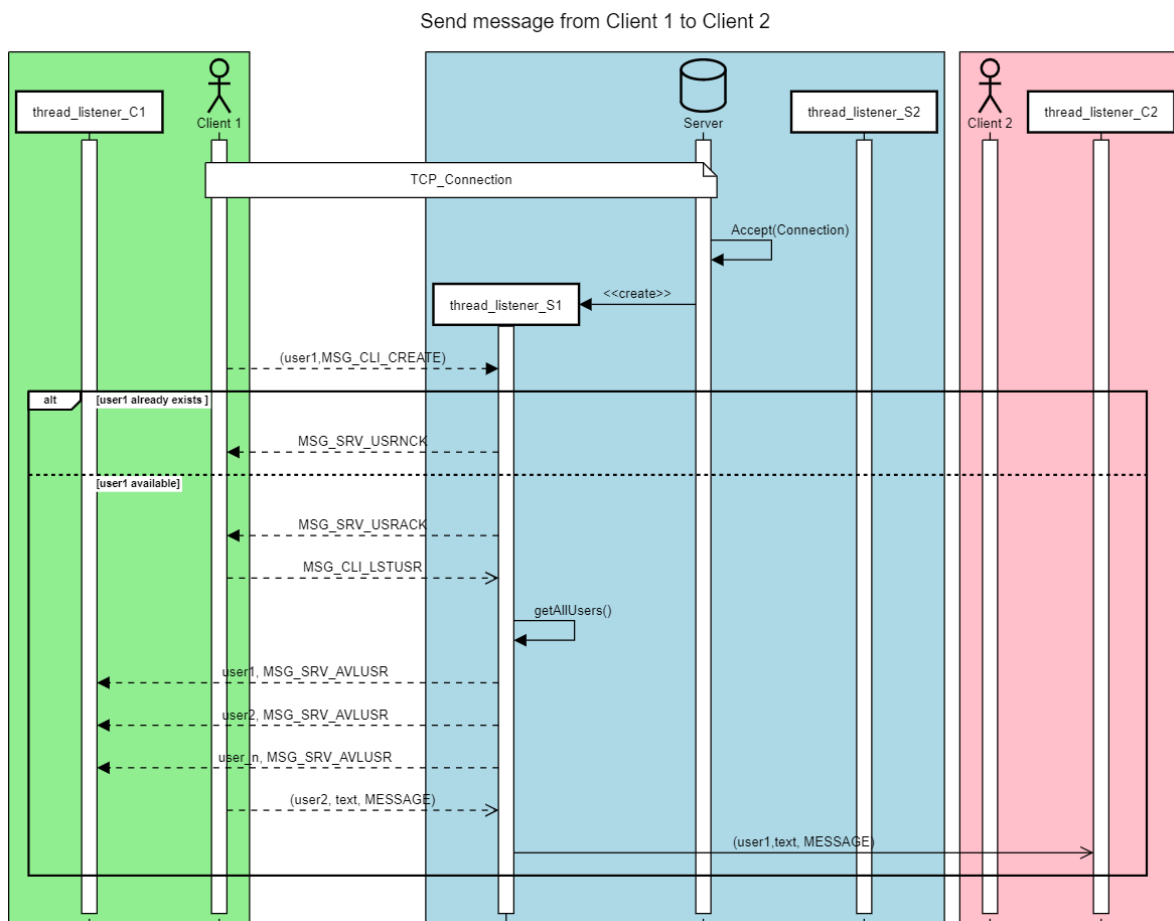 Send message from Client 1 to Client 2
thread_listener_C1
Client 1
Server
thread_listener_S2
Client 2
thread_listener_C2
TCP_Connection
Accept(Connection)
thread_listener_S1
<<create>>
(user1,MSG_CLI_CREATE)
alt
[user1 already exists ]
MSG_SRV_USRNCK
[user1 available]
MSG_SRV_USRACK
MSG_CLI_LSTUSR
getAllUsers()
user1, MSG_SRV_AVLUSR
user2, MSG_SRV_AVLUSR
user_n, MSG_SRV_AVLUSR
(user2, text, MESSAGE)
(user1,text, MESSAGE)